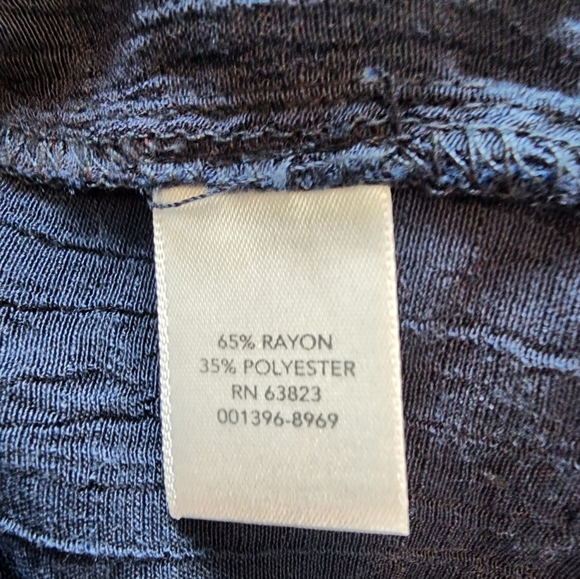 65% RAYON
35% POLYESTER
RN 63823
001396-8969